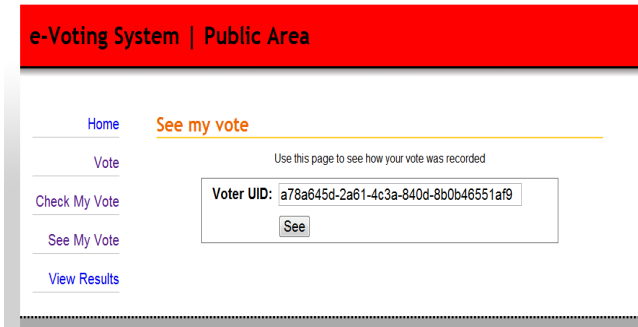 e-Voting System | Public Area
Home
Vote
Check My Vote
See My Vote
View Results
See my vote
Use this page to see how your vote was recorded
Voter UID: a78a645d-2a61-4c3a-840d-8b0b46551af9
See